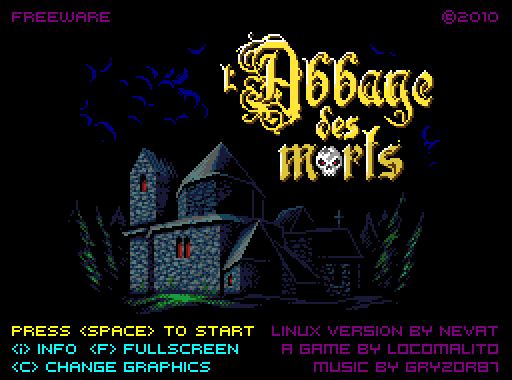 FREEWARE
©2010
l'Abbaye
des
morts
PRESS <SPACE> TO START
<i> INFO <F> FULLSCREEN
<C> CHANGE GRAPHICS
LINUX VERSION BY NEVAT
A GAME BY LOCOMALITO
MUSIC BY GRYZOR87